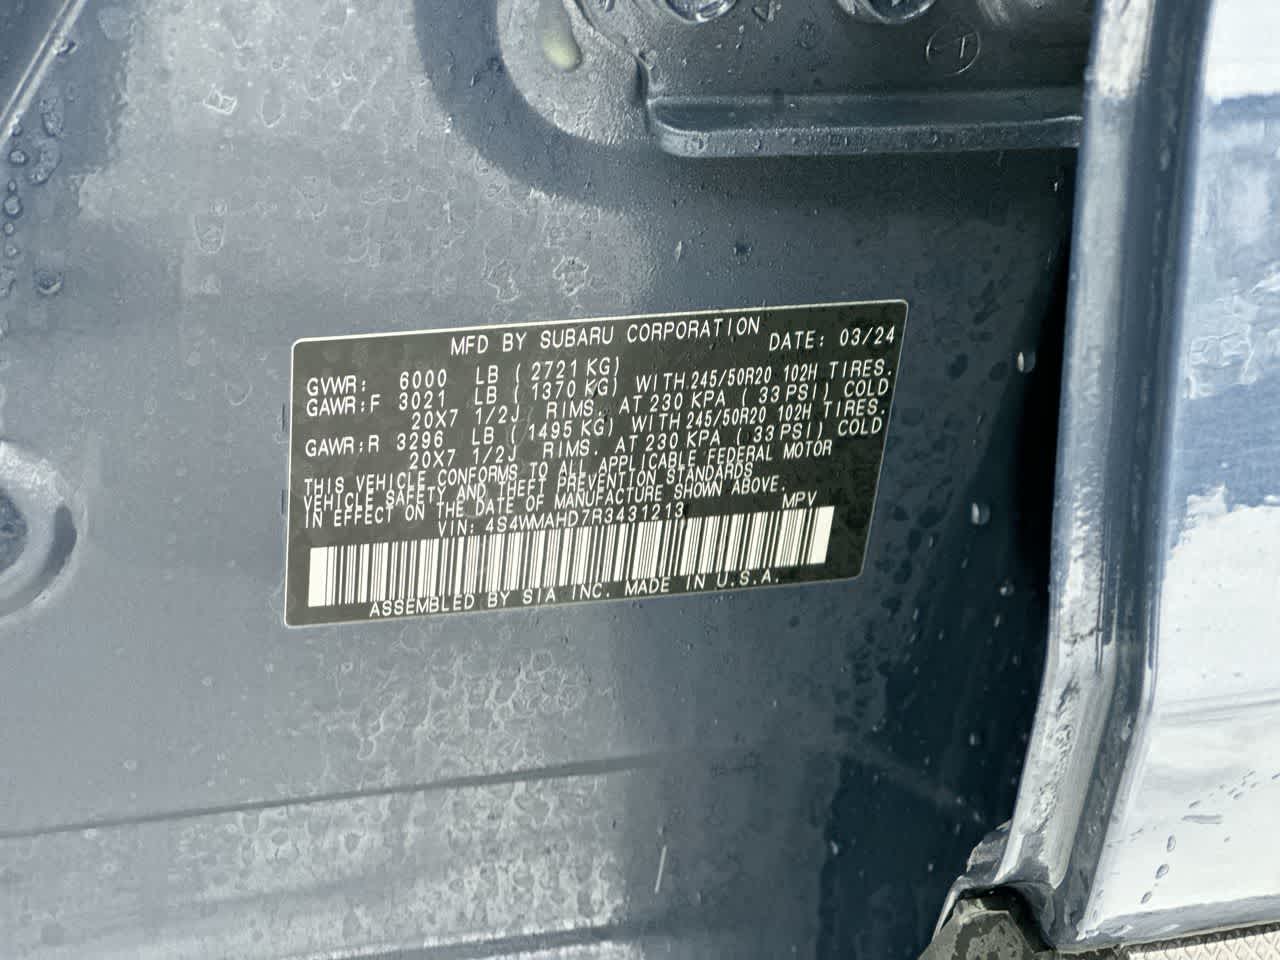 MFD BY SUBARU CORPORATION DATE: 03/24
GVWR: 6000 LB ( 2721 KG)
GAWR:F 3021 LB ( 1370 KG) WITH 245/50R20 102H TIRES.
20X7 1/2J RIMS. AT 230 KPA ( 33 PSI) COLD
GAWR:R 3296 LB ( 1495 KG) WITH 245/50R20 102H TIRES.
20X7 1/2J RIMS. AT 230 KPA ( 33 PSI) COLD
THIS VEHICLE CONFORMS TO ALL APPLICABLE FEDERAL MOTOR
VEHICLE SAFETY AND THEFT PREVENTION STANDARDS
IN EFFECT ON THE DATE OF MANUFACTURE SHOWN ABOVE.
VIN: 4S4WMAHD7R3431213 MPV
ASSEMBLED BY SIA INC. MADE IN U.S.A.